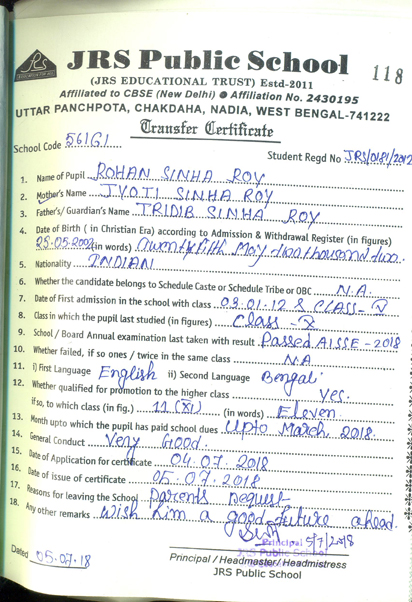 JRS Public School
118
(JRS EDUCATIONAL TRUST) Estd-2011
Affiliated to CBSE (New Delhi) ● Affiliation No. 2430195
UTTAR PANCHPOTA, CHAKDAHA, NADIA, WEST BENGAL-741222
Transfer Certificate
School Code 56161
Student Regd No JRS/0181/2012
1. Name of Pupil ROHAN SINHA ROY
2. Mother's Name JYOTI SINHA ROY
3. Father's/ Guardian's Name TRIDIB SINHA ROY
4. Date of Birth ( in Christian Era) according to Admission & Withdrawal Register (in figures)
25.05.2002 (in words) Twenty fifth May two thousand two.
5. Nationality INDIAN
6. Whether the candidate belongs to Schedule Caste or Schedule Tribe or OBC N.A.
7. Date of First admission in the school with class 03.01.12 & CLASS - V
8. Class in which the pupil last studied (in figures) Class - X
9. School / Board Annual examination last taken with result Passed AISSE - 2018
10. Whether failed, if so ones / twice in the same class N.A
11. i) First Language English ii) Second Language Bengali
12. Whether qualified for promotion to the higher class yes.
if so, to which class (in fig.) 11 (XI) (in words) Eleven
13. Month upto which the pupil has paid school dues Upto March 2018.
14. General Conduct Very Good.
15. Date of Application for certificate 04.07.2018
16. Date of issue of certificate 05.07.2018
17. Reasons for leaving the School Parents Request
18. Any other remarks Wish him a good future ahead.
Principal 5/7/2018
JRS Public School
Dated 05.07.18
Principal / Headmaster/ Headmistress
JRS Public School